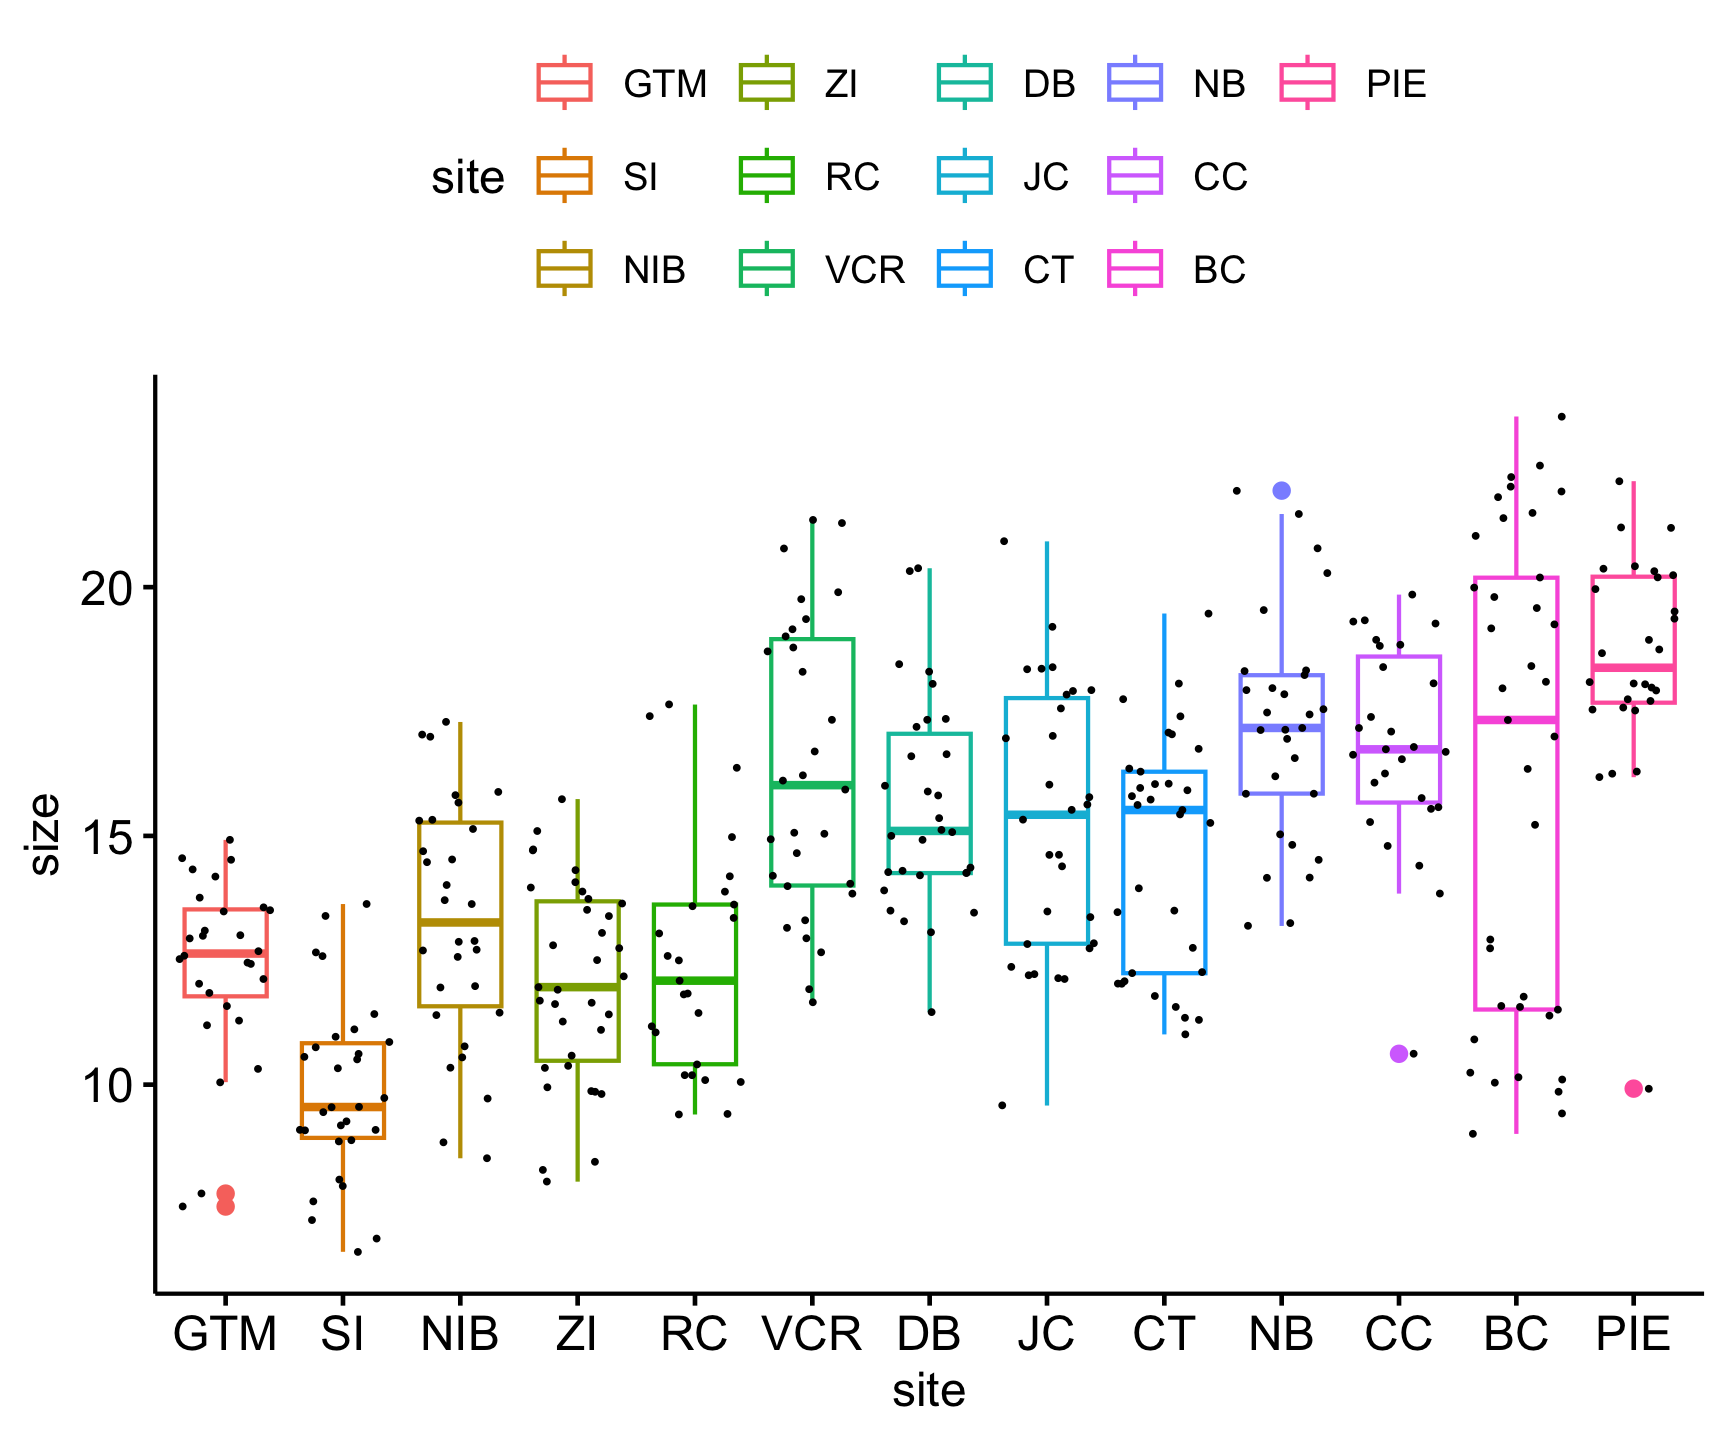 GTM ZI DB NB PIE
site SI RC JC CC
NIB VCR CT BC
size
20
15
10
GTM SI NIB ZI RC VCR DB JC CT NB CC BC PIE
site